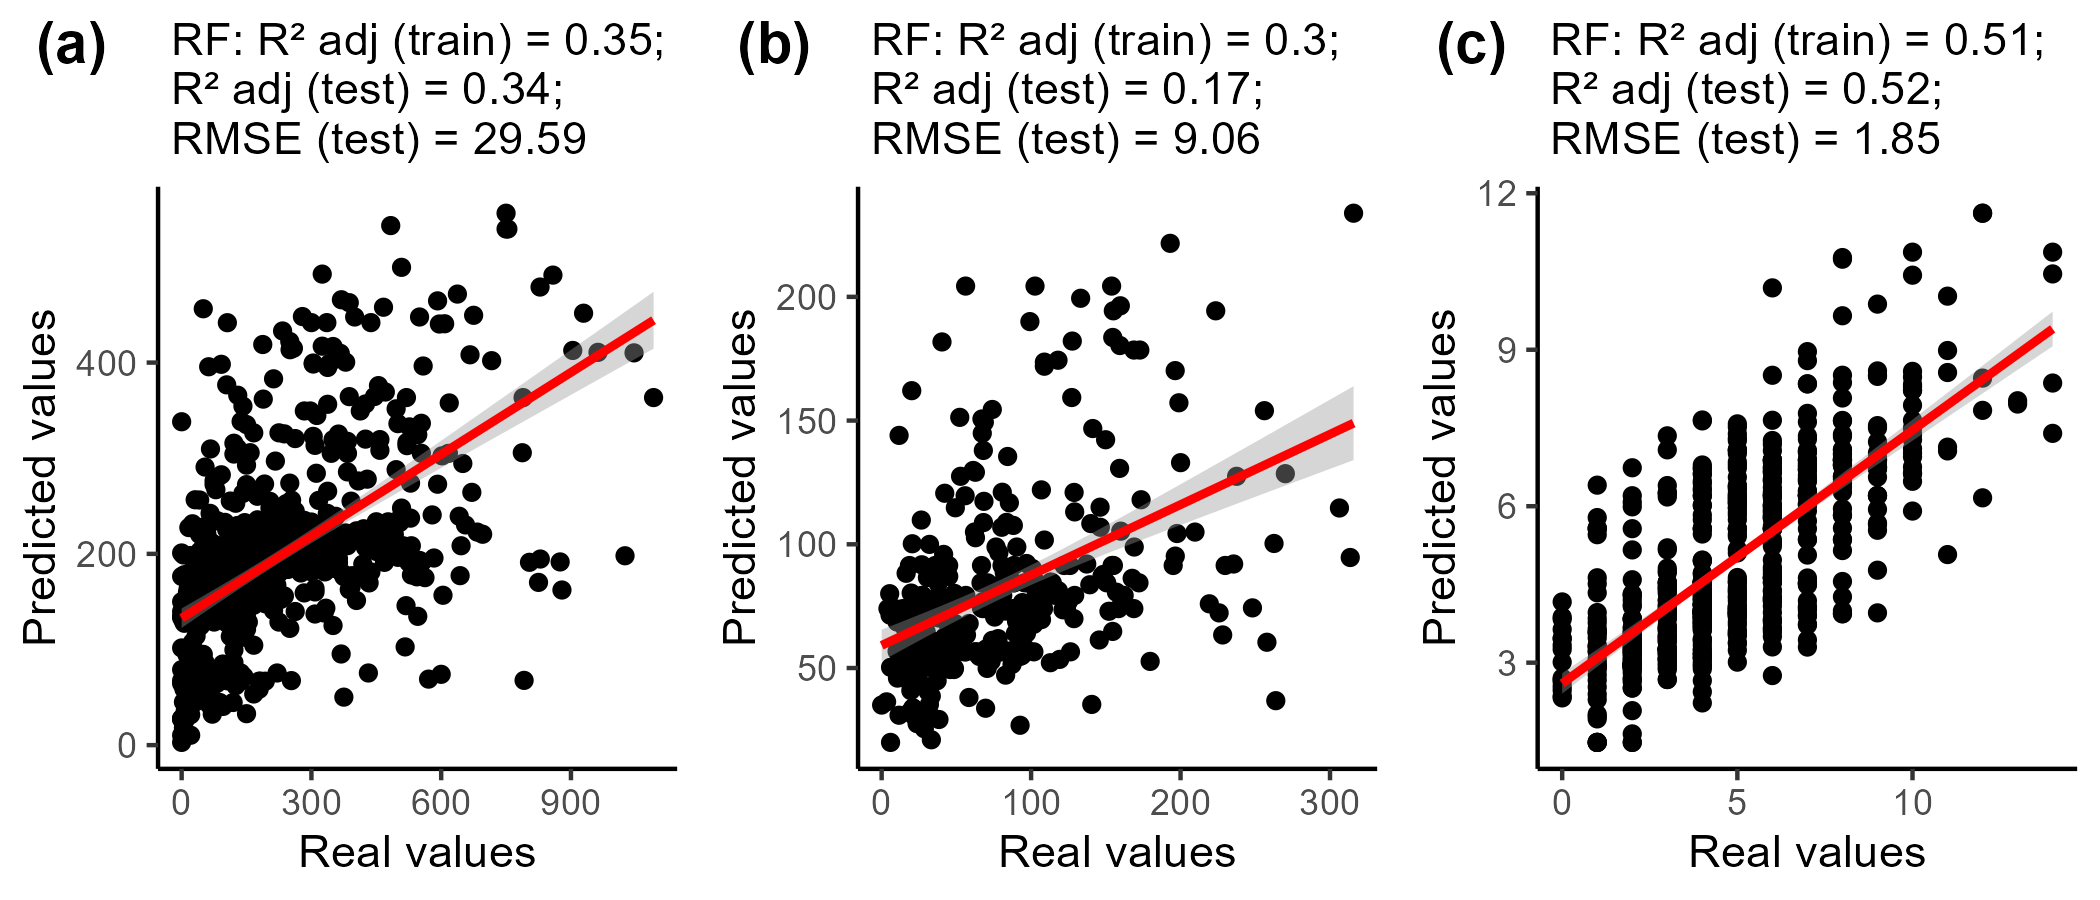 (a)
RF: R² adj (train) = 0.35;
R² adj (test) = 0.34;
RMSE (test) = 29.59
Predicted values
400
200
0
0 300 600 900
Real values
(b)
RF: R² adj (train) = 0.3;
R² adj (test) = 0.17;
RMSE (test) = 9.06
Predicted values
200
150
100
50
0 100 200 300
Real values
(c)
RF: R² adj (train) = 0.51;
R² adj (test) = 0.52;
RMSE (test) = 1.85
Predicted values
12
9
6
3
0 5 10
Real values